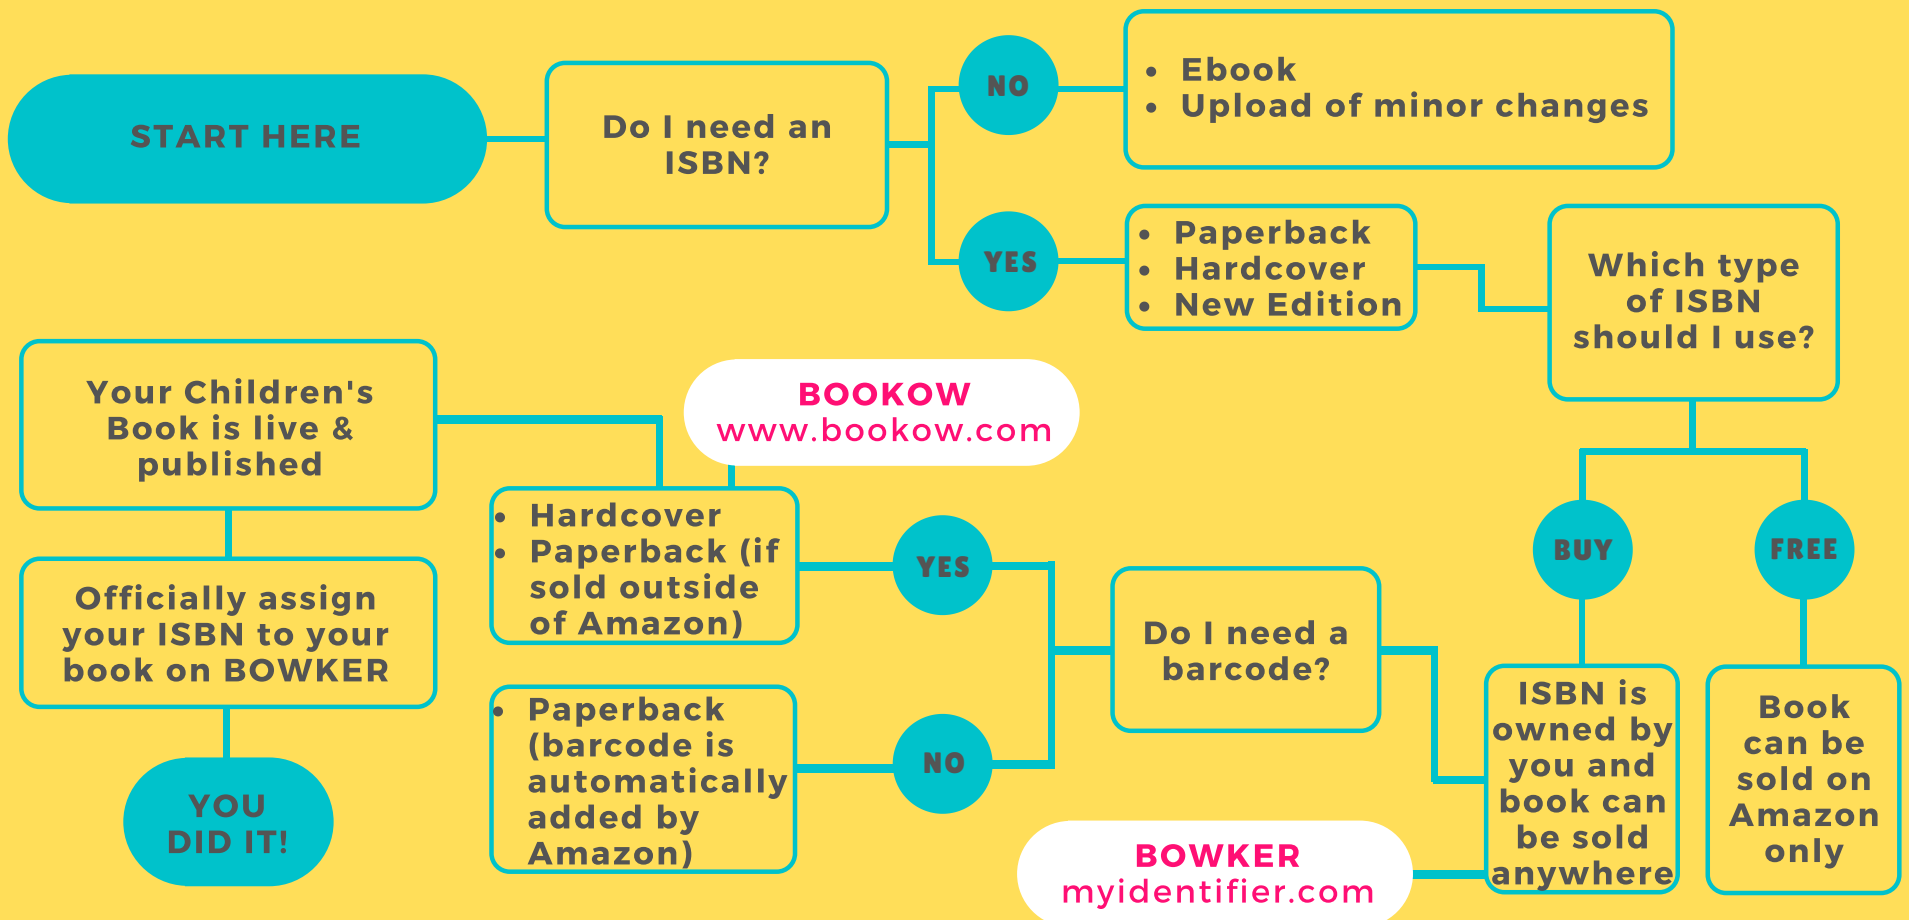 START HERE
Do I need an
ISBN?
NO
• Ebook
• Upload of minor changes
YES
• Paperback
• Hardcover
• New Edition
Which type
of ISBN
should I use?
BUY
FREE
ISBN is
owned by
you and
book can
be sold
anywhere
Book
can be
sold on
Amazon
only
BOWKER
myidentifier.com
Do I need a
barcode?
YES
NO
BOOKOW
www.bookow.com
• Hardcover
• Paperback (if
sold outside
of Amazon)
• Paperback
(barcode is
automatically
added by
Amazon)
Your Children's
Book is live &
published
Officially assign
your ISBN to your
book on BOWKER
YOU
DID IT!